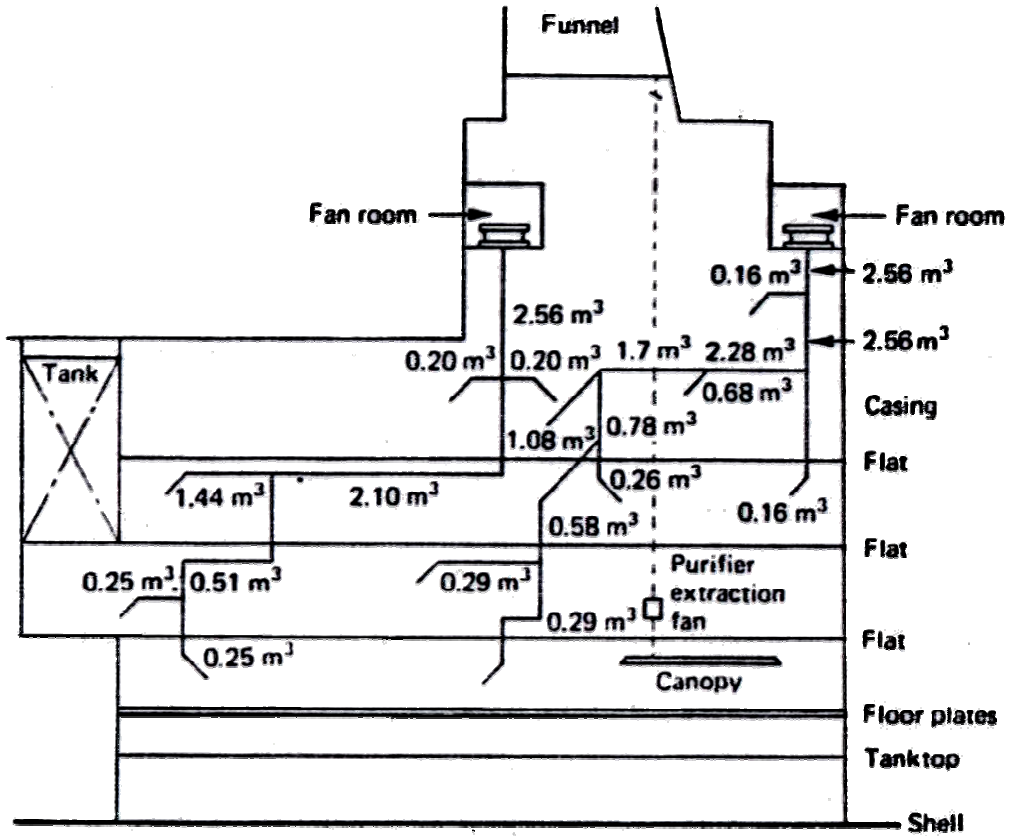 Funnel
Fan room
Fan room
0.16 m³
2.56 m³
2.56 m³
2.56 m³
0.20 m³
0.20 m³
1.7 m³
2.28 m³
0.68 m³
Tank
Casing
1.08 m³
0.78 m³
Flat
0.26 m³
1.44 m³
2.10 m³
0.16 m³
0.58 m³
Flat
0.25 m³
0.51 m³
0.29 m³
Purifier
extraction
fan
0.29 m³
Flat
0.25 m³
Canopy
Floor plates
Tanktop
Shell